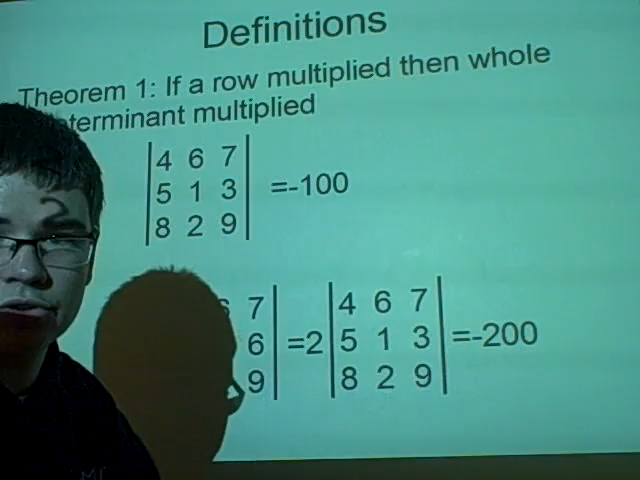 Definitions
Theorem 1: If a row multiplied then whole
terminant multiplied
4 6 7
5 1 3 =-100
8 2 9
7 4 6 7
6 =2 5 1 3 =-200
9 8 2 9